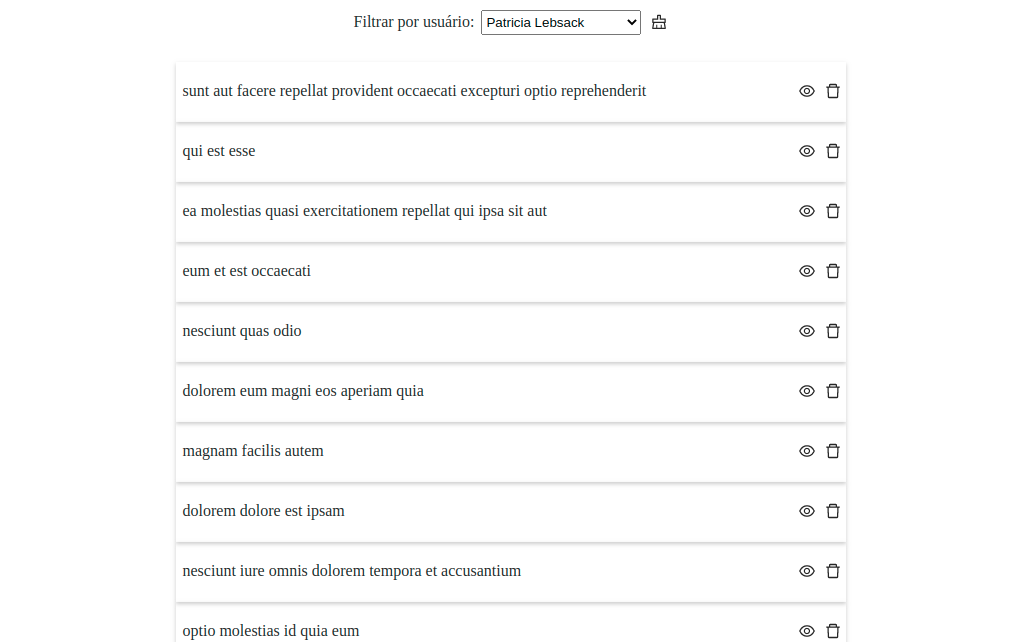 Filtrar por usuário: Patricia Lebsack
sunt aut facere repellat provident occaecati excepturi optio reprehenderit
qui est esse
ea molestias quasi exercitationem repellat qui ipsa sit aut
eum et est occaecati
nesciunt quas odio
dolorem eum magni eos aperiam quia
magnam facilis autem
dolorem dolore est ipsam
nesciunt iure omnis dolorem tempora et accusantium
optio molestias id quia eum